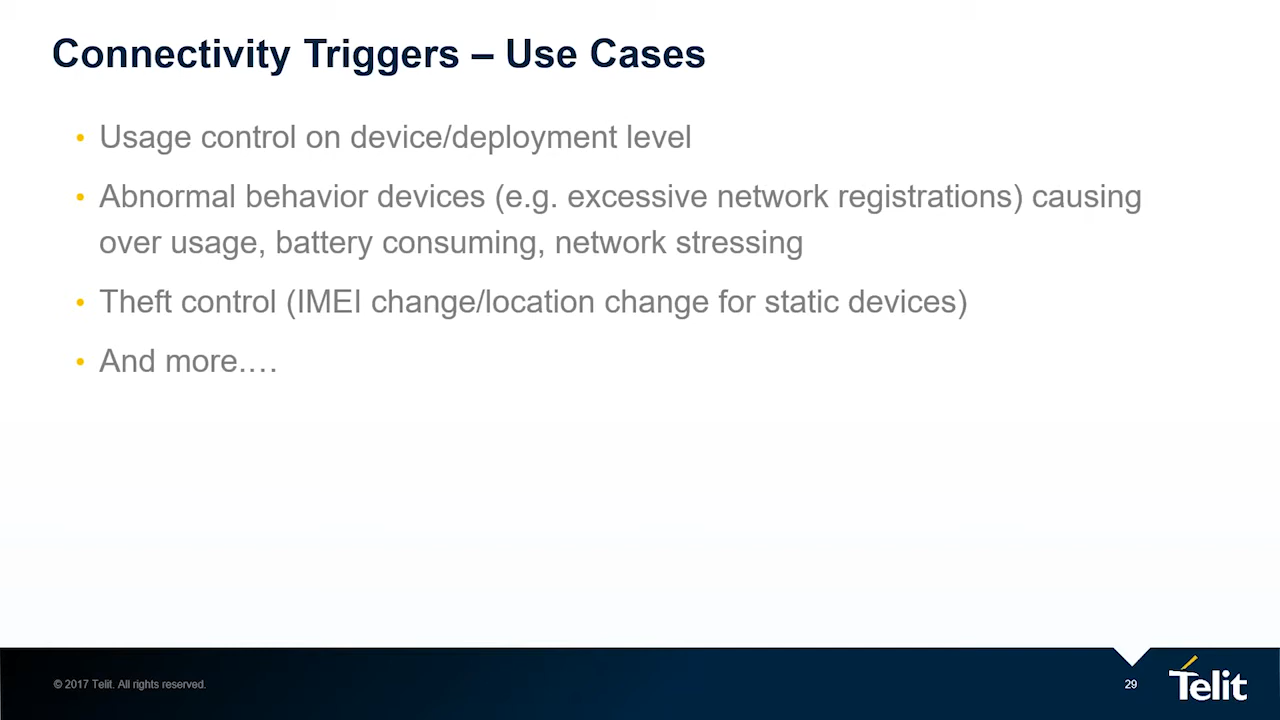 Connectivity Triggers – Use Cases
• Usage control on device/deployment level
• Abnormal behavior devices (e.g. excessive network registrations) causing
over usage, battery consuming, network stressing
• Theft control (IMEI change/location change for static devices)
• And more.…
© 2017 Telit. All rights reserved.
29
Telit